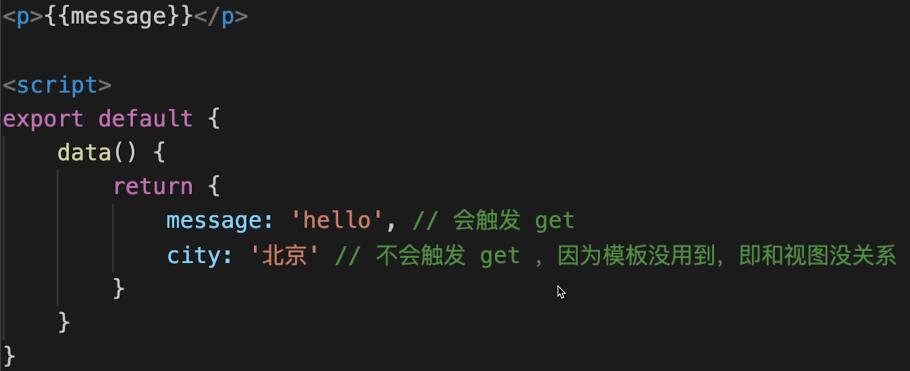 <p>{{message}}</p>
<script>
export default {
data() {
return {
message: 'hello', // 会触发 get
city: '北京' // 不会触发 get ，因为模板没用到，即和视图没关系
}
}
}